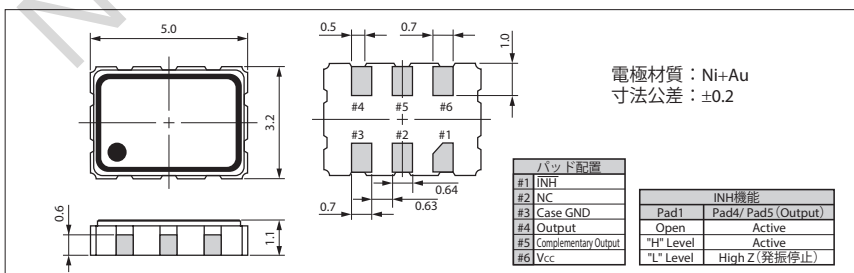 5.0
3.2
0.6
1.1
0.5
0.7
1.0
#4
#5
#6
#3
#2
#1
0.64
0.63
0.7
電極材質：Ni+Au
寸法公差：±0.2
パッド配置
#1 INH
#2 NC
#3 Case GND
#4 Output
#5 Complementary Output
#6 Vcc
INH機能
Pad1 Pad4/ Pad5 (Output)
Open Active
"H" Level Active
"L" Level High Z (発振停止)